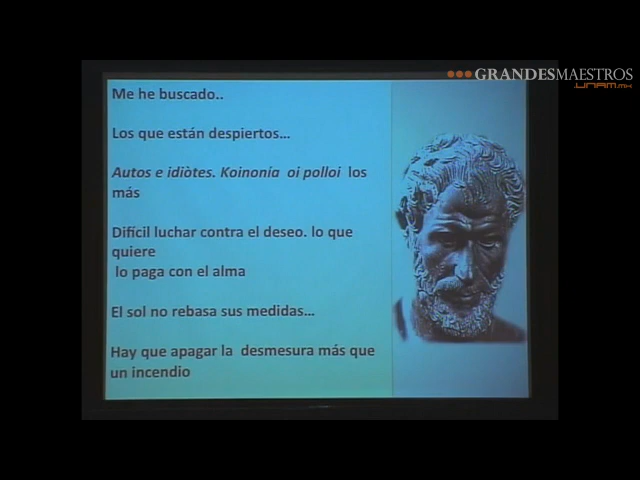 GRANDESMAESTROS
.UNAM.MX
Me he buscado..
Los que están despiertos...
Autos e idiòtes. Koinonía oi polloi los
más
Difícil luchar contra el deseo. lo que
quiere
lo paga con el alma
El sol no rebasa sus medidas...
Hay que apagar la desmesura más que
un incendio